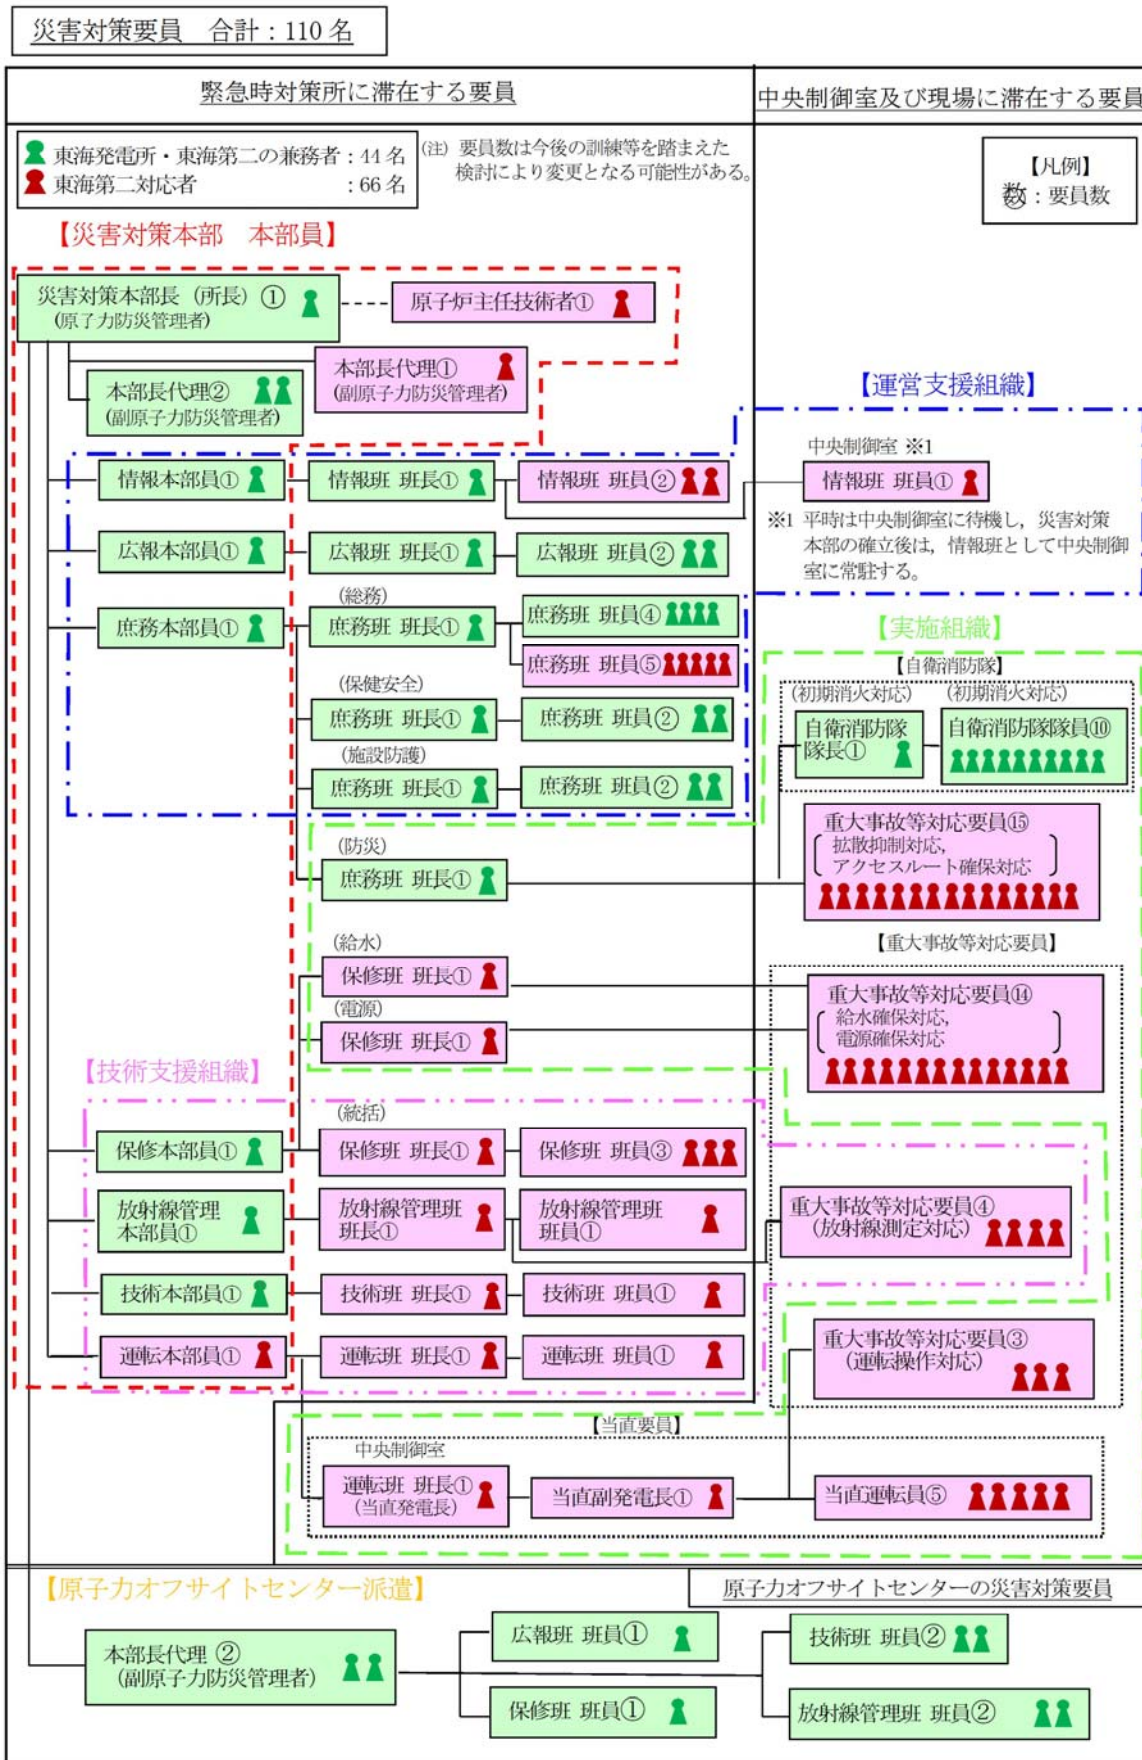 災害対策要員　合計：110 名
緊急時対策所に滞在する要員
中央制御室及び現場に滞在する要員
東海発電所・東海第二の兼務者：44 名
東海第二対応者　　　　　　　：66 名
(注) 要員数は今後の訓練等を踏まえた
検討により変更となる可能性がある。
【凡例】
数：要員数
【災害対策本部　本部員】
災害対策本部長（所長）①
(原子力防災管理者)
原子炉主任技術者①
本部長代理①
(副原子力防災管理者)
本部長代理②
(副原子力防災管理者)
【運営支援組織】
中央制御室 ※1
情報本部員①
情報班 班長①
情報班 班員②
情報班 班員①
※1 平時は中央制御室に待機し，災害対策
本部の確立後は，情報班として中央制御
室に常駐する。
広報本部員①
広報班 班長①
広報班 班員②
(総務)
庶務本部員①
庶務班 班長①
庶務班 班員④
庶務班 班員⑤
(保健安全)
庶務班 班長①
庶務班 班員②
(施設防護)
庶務班 班長①
庶務班 班員②
【実施組織】
【自衛消防隊】
(初期消火対応)
(初期消火対応)
自衛消防隊
隊長①
自衛消防隊隊員⑩
(防災)
庶務班 班長①
重大事故等対応要員⑮
拡散抑制対応，
アクセスルート確保対応
【重大事故等対応要員】
(給水)
保修班 班長①
(電源)
保修班 班長①
重大事故等対応要員⑭
給水確保対応，
電源確保対応
【技術支援組織】
(統括)
保修本部員①
保修班 班長①
保修班 班員③
放射線管理
本部員①
放射線管理班
班長①
放射線管理班
班員①
重大事故等対応要員④
(放射線測定対応)
技術本部員①
技術班 班長①
技術班 班員①
運転本部員①
運転班 班長①
運転班 班員①
重大事故等対応要員③
(運転操作対応)
【当直要員】
中央制御室
運転班 班長①
(当直発電長)
当直副発電長①
当直運転員⑤
【原子力オフサイトセンター派遣】
原子力オフサイトセンターの災害対策要員
本部長代理 ②
(副原子力防災管理者)
広報班 班員①
技術班 班員②
保修班 班員①
放射線管理班 班員②